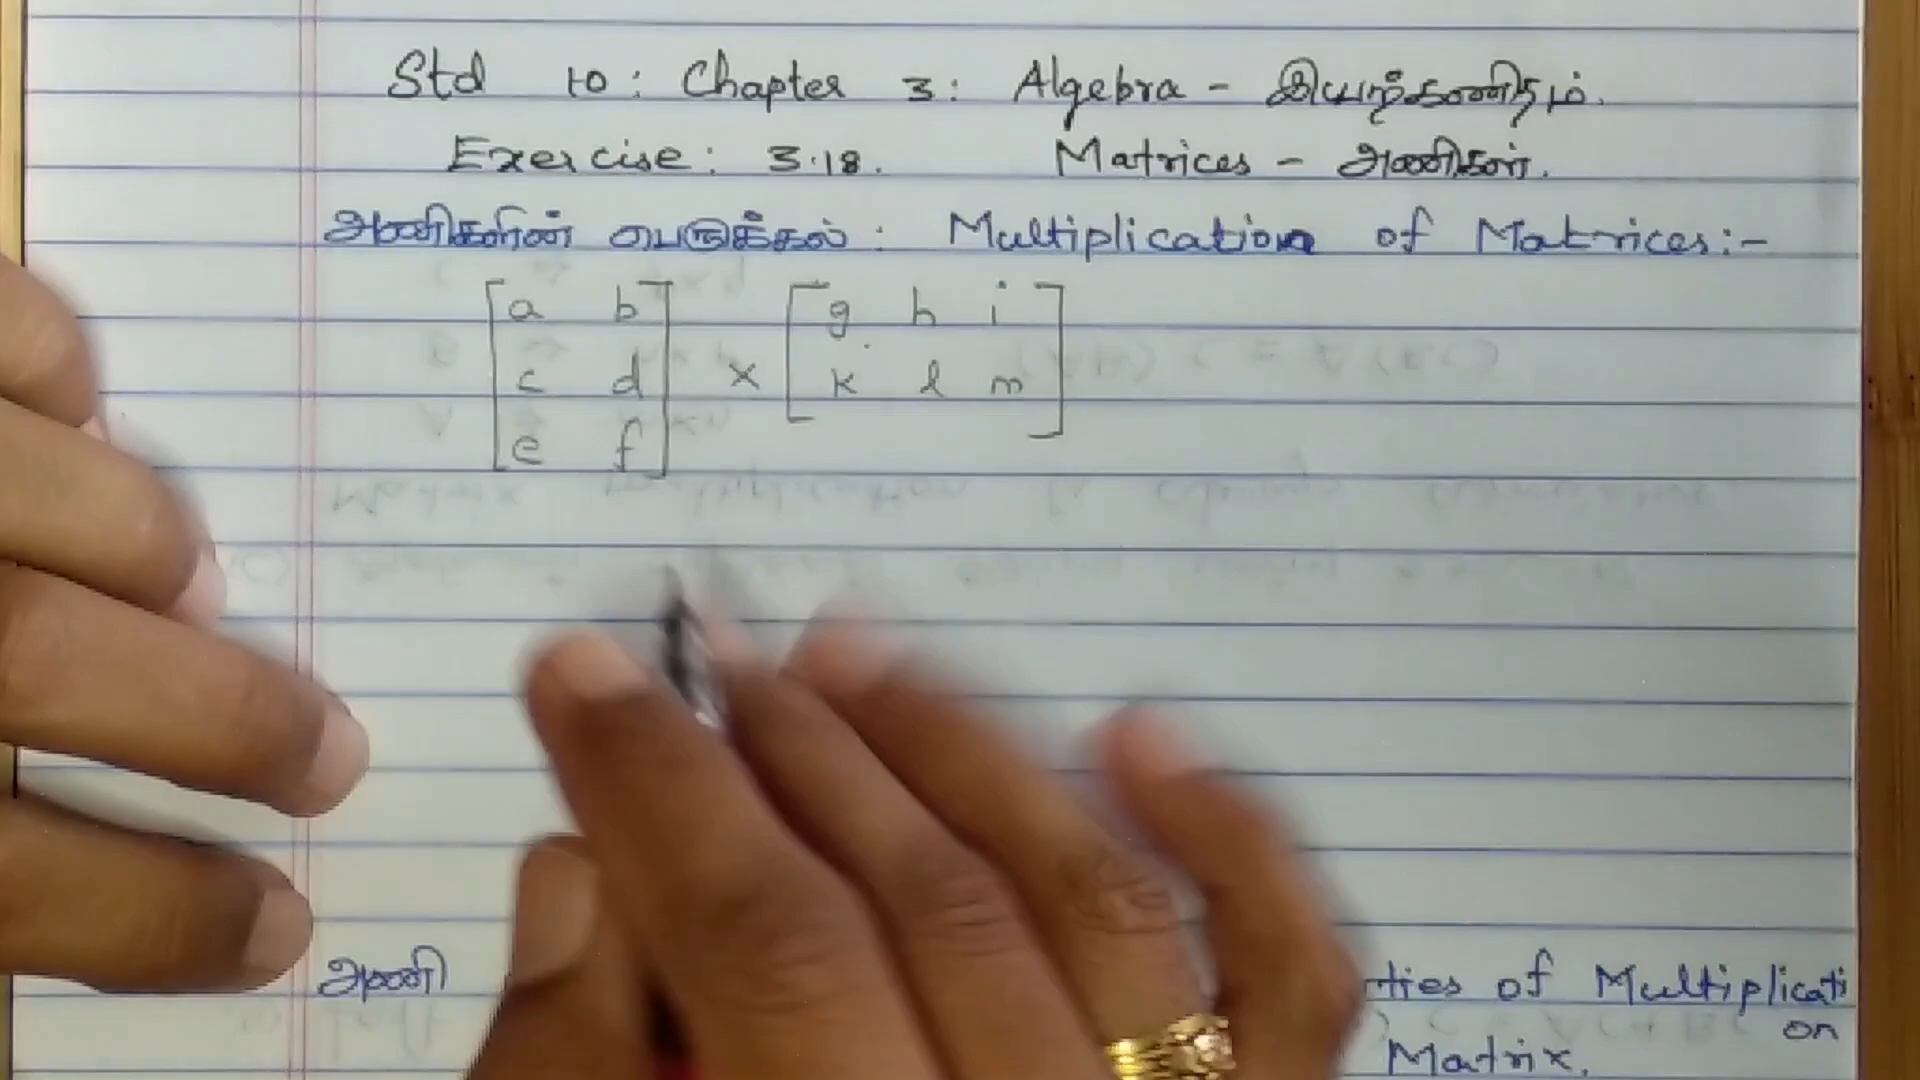 Std 10: Chapter 3: Algebra - இயற்கணிதம்.
Exercise: 3.18. Matrices - அணிகள்.
அணிகளின் பெருக்கல் : Multiplication of Matrices:-
a b g h i
c d × k l m
e f
அணி
rties of Multiplicati
on
Matrix.